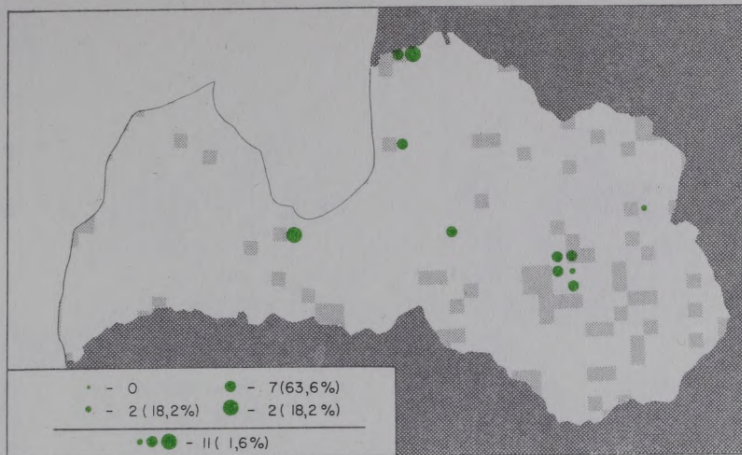 - 0 - 7(63,6%)
- 2(18,2%) - 2(18,2%)
- 11( 1,6%)